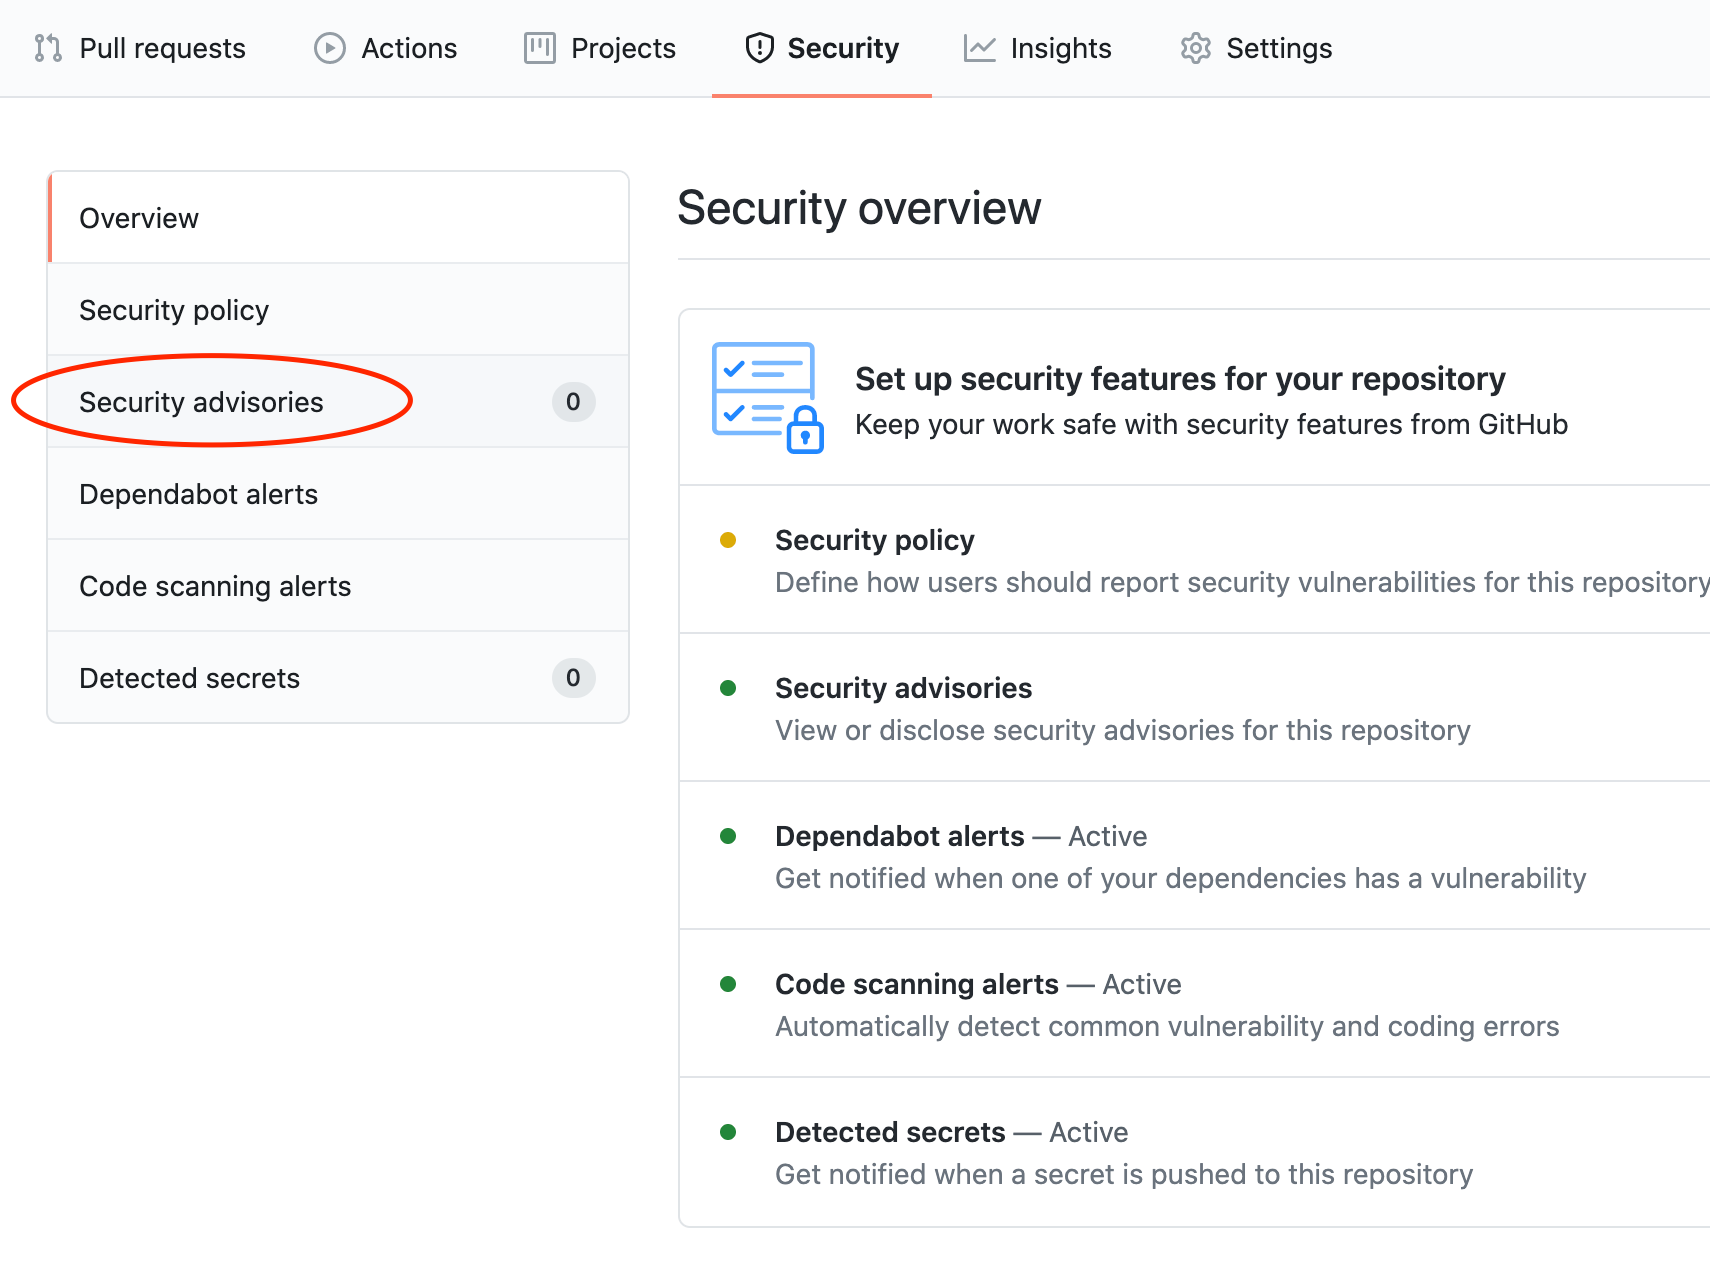 Pull requests
Actions
Projects
Security
Insights
Settings
Overview
Security policy
Security advisories 0
Dependabot alerts
Code scanning alerts
Detected secrets 0
Security overview
Set up security features for your repository
Keep your work safe with security features from GitHub
Security policy
Define how users should report security vulnerabilities for this repository
Security advisories
View or disclose security advisories for this repository
Dependabot alerts — Active
Get notified when one of your dependencies has a vulnerability
Code scanning alerts — Active
Automatically detect common vulnerability and coding errors
Detected secrets — Active
Get notified when a secret is pushed to this repository